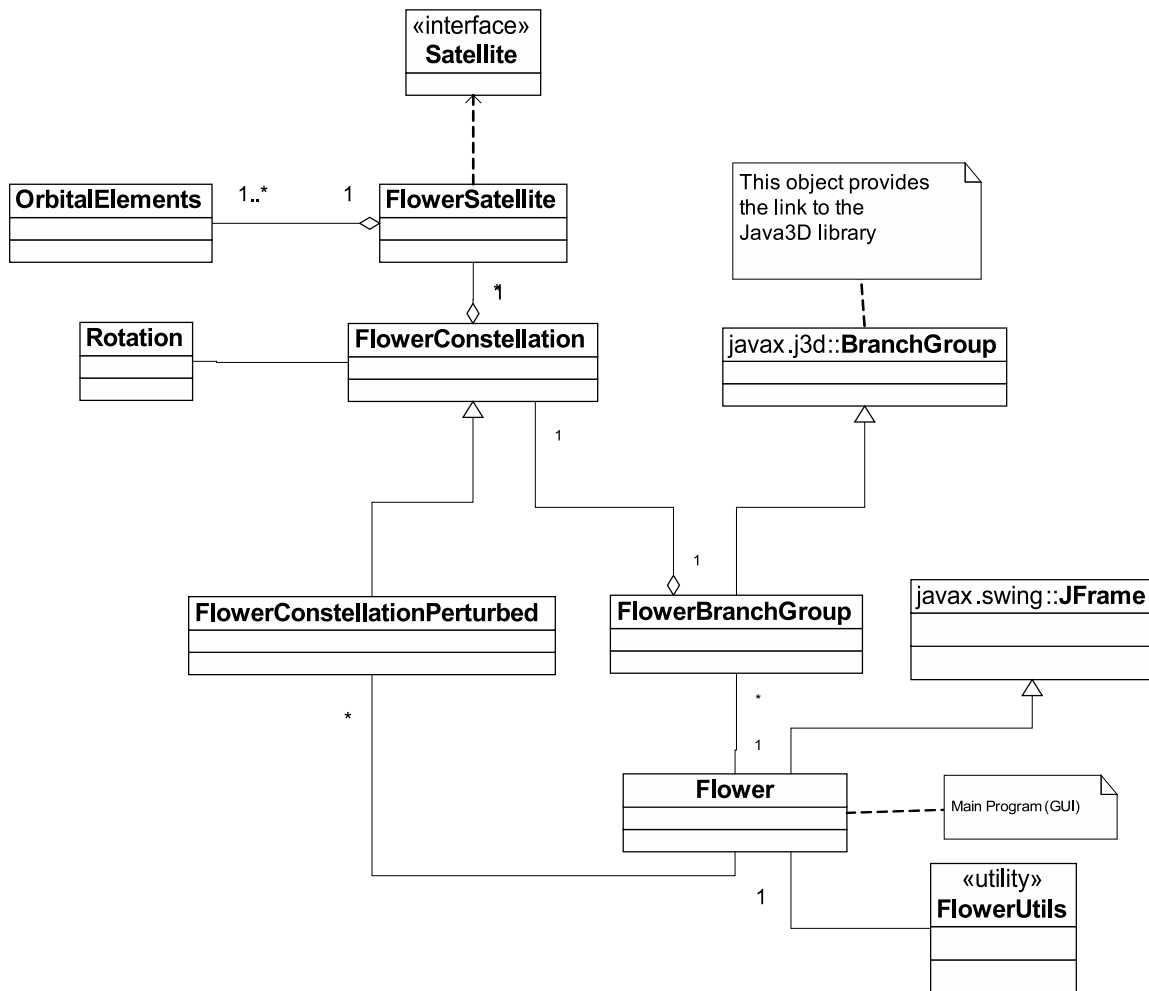 «interface»
Satellite
OrbitalElements
1..*
1
FlowerSatellite
This object provides
the link to the
Java3D library
*1
Rotation
FlowerConstellation
javax.j3d::BranchGroup
1
1
FlowerConstellationPerturbed
FlowerBranchGroup
javax.swing::JFrame
*
*
1
Flower
Main Program (GUI)
1
«utility»
FlowerUtils